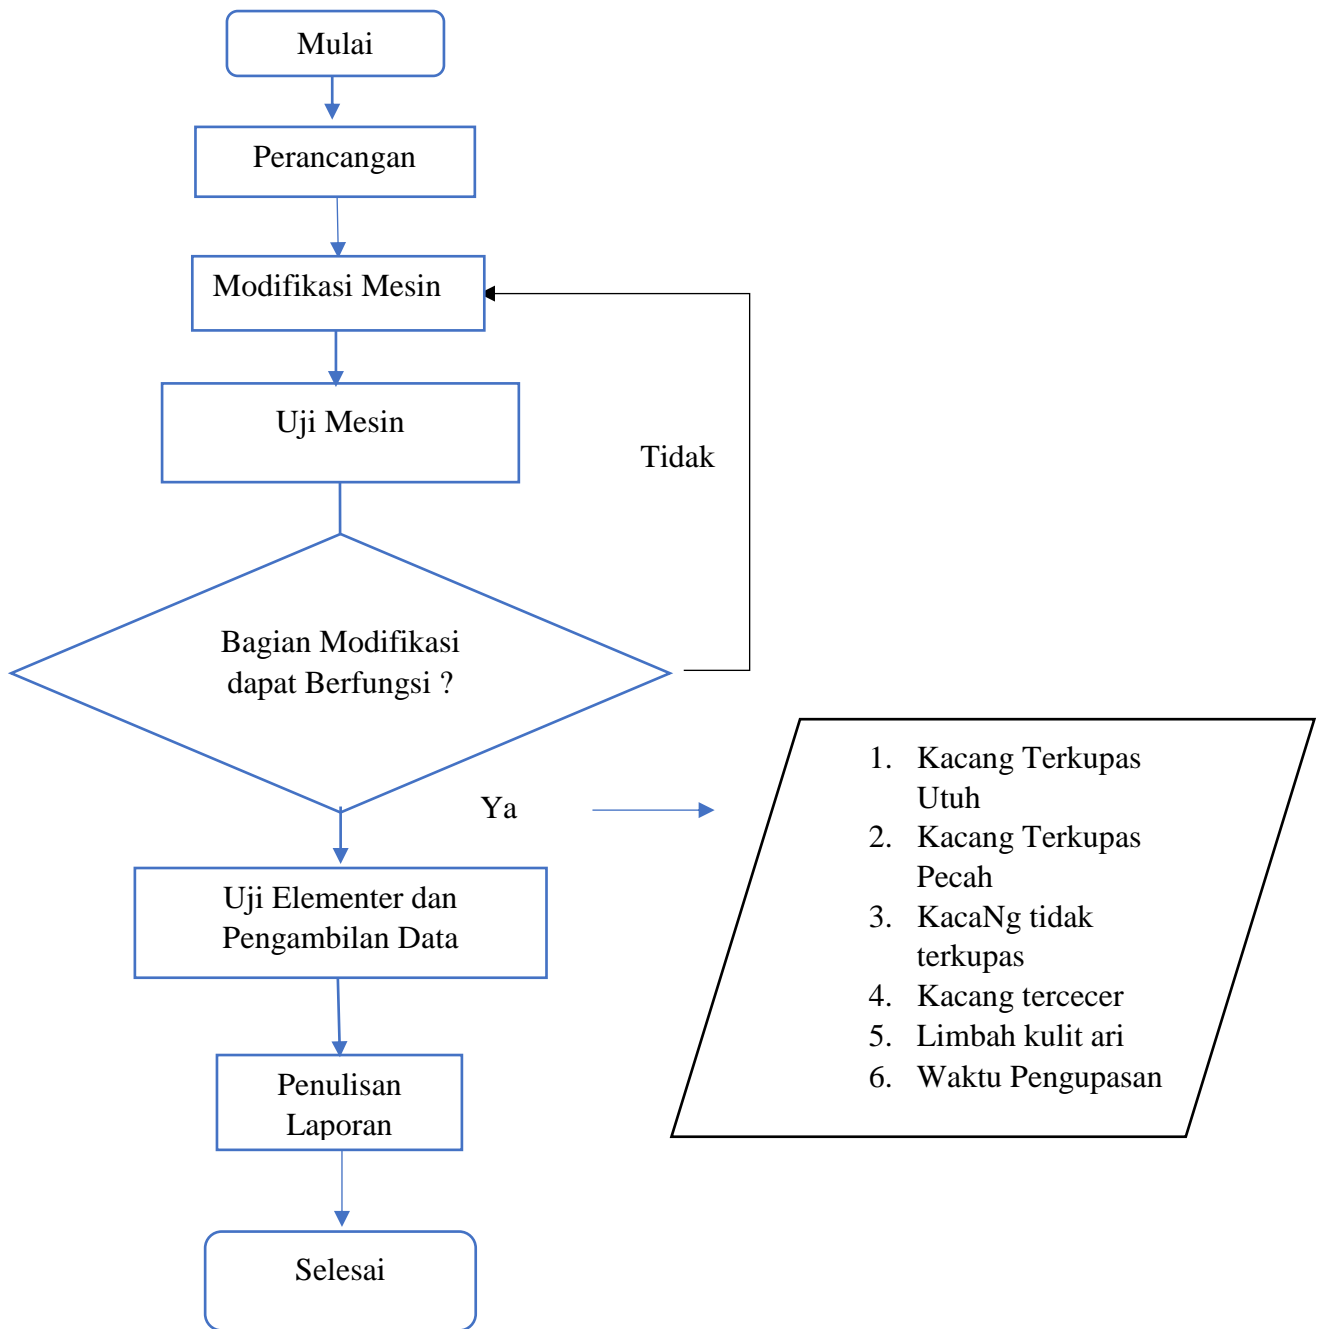 Mulai
Perancangan
Modifikasi Mesin
Uji Mesin
Tidak
Bagian Modifikasi
dapat Berfungsi ?
Ya
1. Kacang Terkupas
Utuh
2. Kacang Terkupas
Pecah
3. KacaNg tidak
terkupas
4. Kacang tercecer
5. Limbah kulit ari
6. Waktu Pengupasan
Uji Elementer dan
Pengambilan Data
Penulisan
Laporan
Selesai